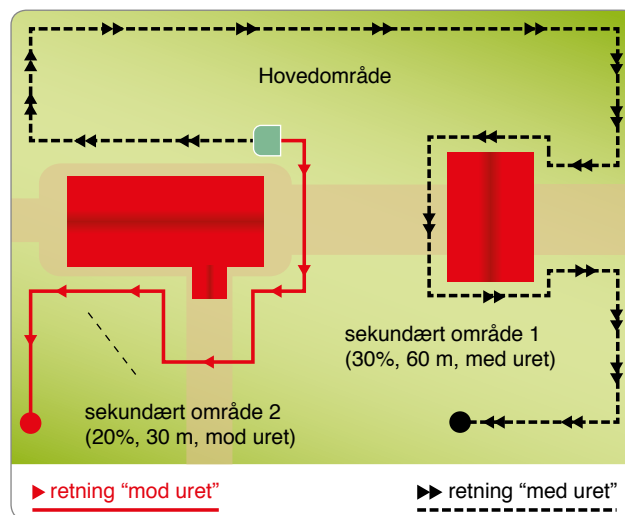 Hovedområde
sekundært område 1
(30%, 60 m, med uret)
sekundært område 2
(20%, 30 m, mod uret)
retning “mod uret”
retning “med uret”